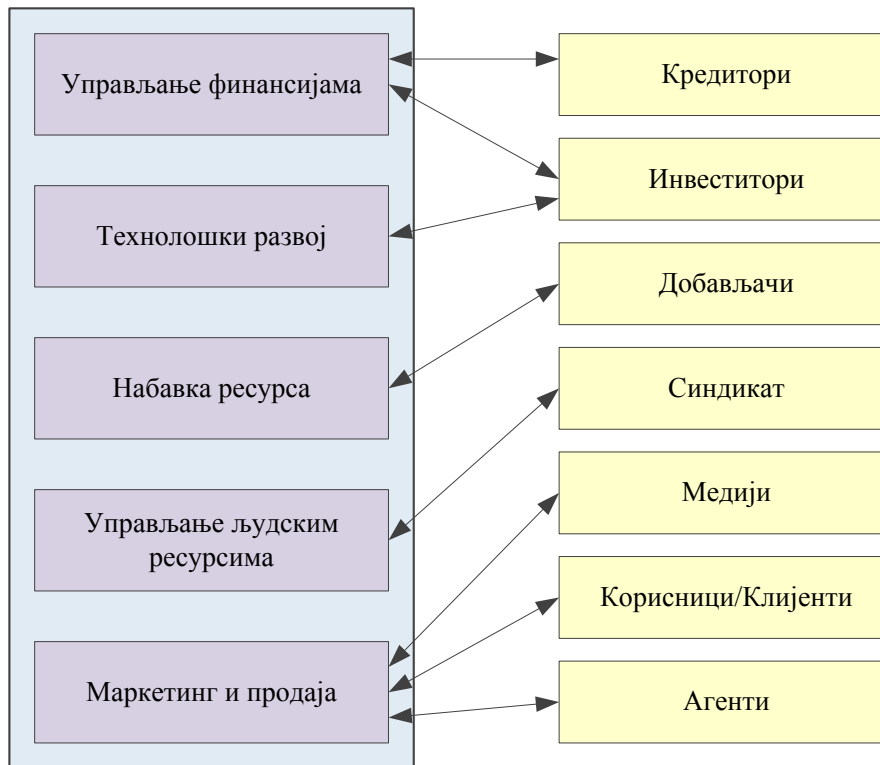 Управљање финансијама
Технолошки развој
Набавка ресурса
Управљање људским
ресурсима
Маркетинг и продаја
Кредитори
Инвеститори
Добављачи
Синдикат
Медији
Корисници/Клијенти
Агенти